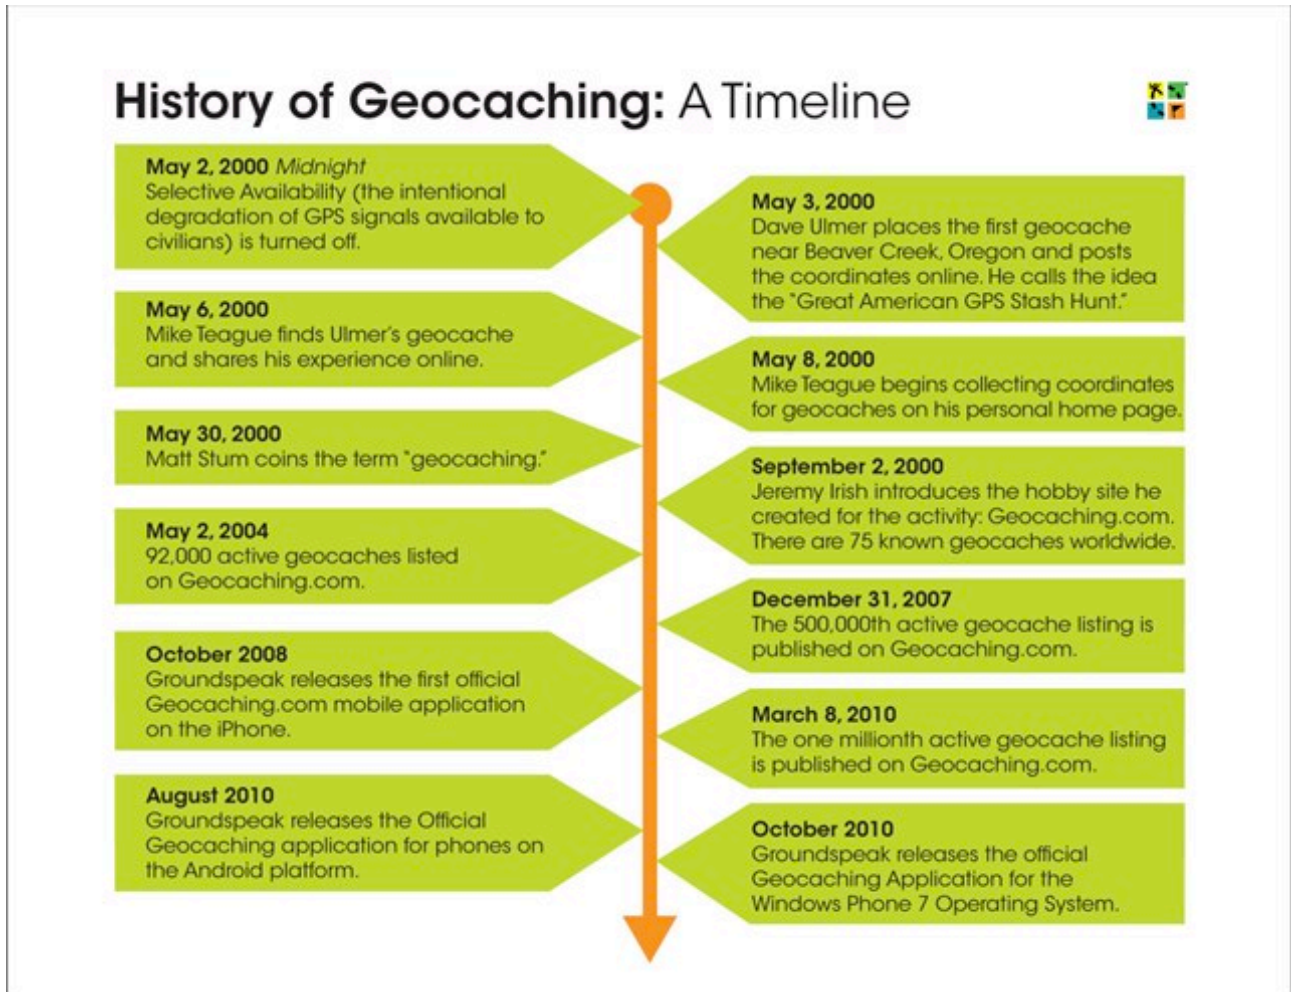 History of Geocaching: A Timeline
May 2, 2000 Midnight
Selective Availability (the intentional
degradation of GPS signals available to
civilians) is turned off.
May 3, 2000
Dave Ulmer places the first geocache
near Beaver Creek, Oregon and posts
the coordinates online. He calls the idea
the "Great American GPS Stash Hunt."
May 6, 2000
Mike Teague finds Ulmer's geocache
and shares his experience online.
May 8, 2000
Mike Teague begins collecting coordinates
for geocaches on his personal home page.
May 30, 2000
Matt Stum coins the term "geocaching."
September 2, 2000
Jeremy Irish introduces the hobby site he
created for the activity: Geocaching.com.
There are 75 known geocaches worldwide.
May 2, 2004
92,000 active geocaches listed
on Geocaching.com.
December 31, 2007
The 500,000th active geocache listing is
published on Geocaching.com.
October 2008
Groundspeak releases the first official
Geocaching.com mobile application
on the iPhone.
March 8, 2010
The one millionth active geocache listing
is published on Geocaching.com.
August 2010
Groundspeak releases the Official
Geocaching application for phones on
the Android platform.
October 2010
Groundspeak releases the official
Geocaching Application for the
Windows Phone 7 Operating System.